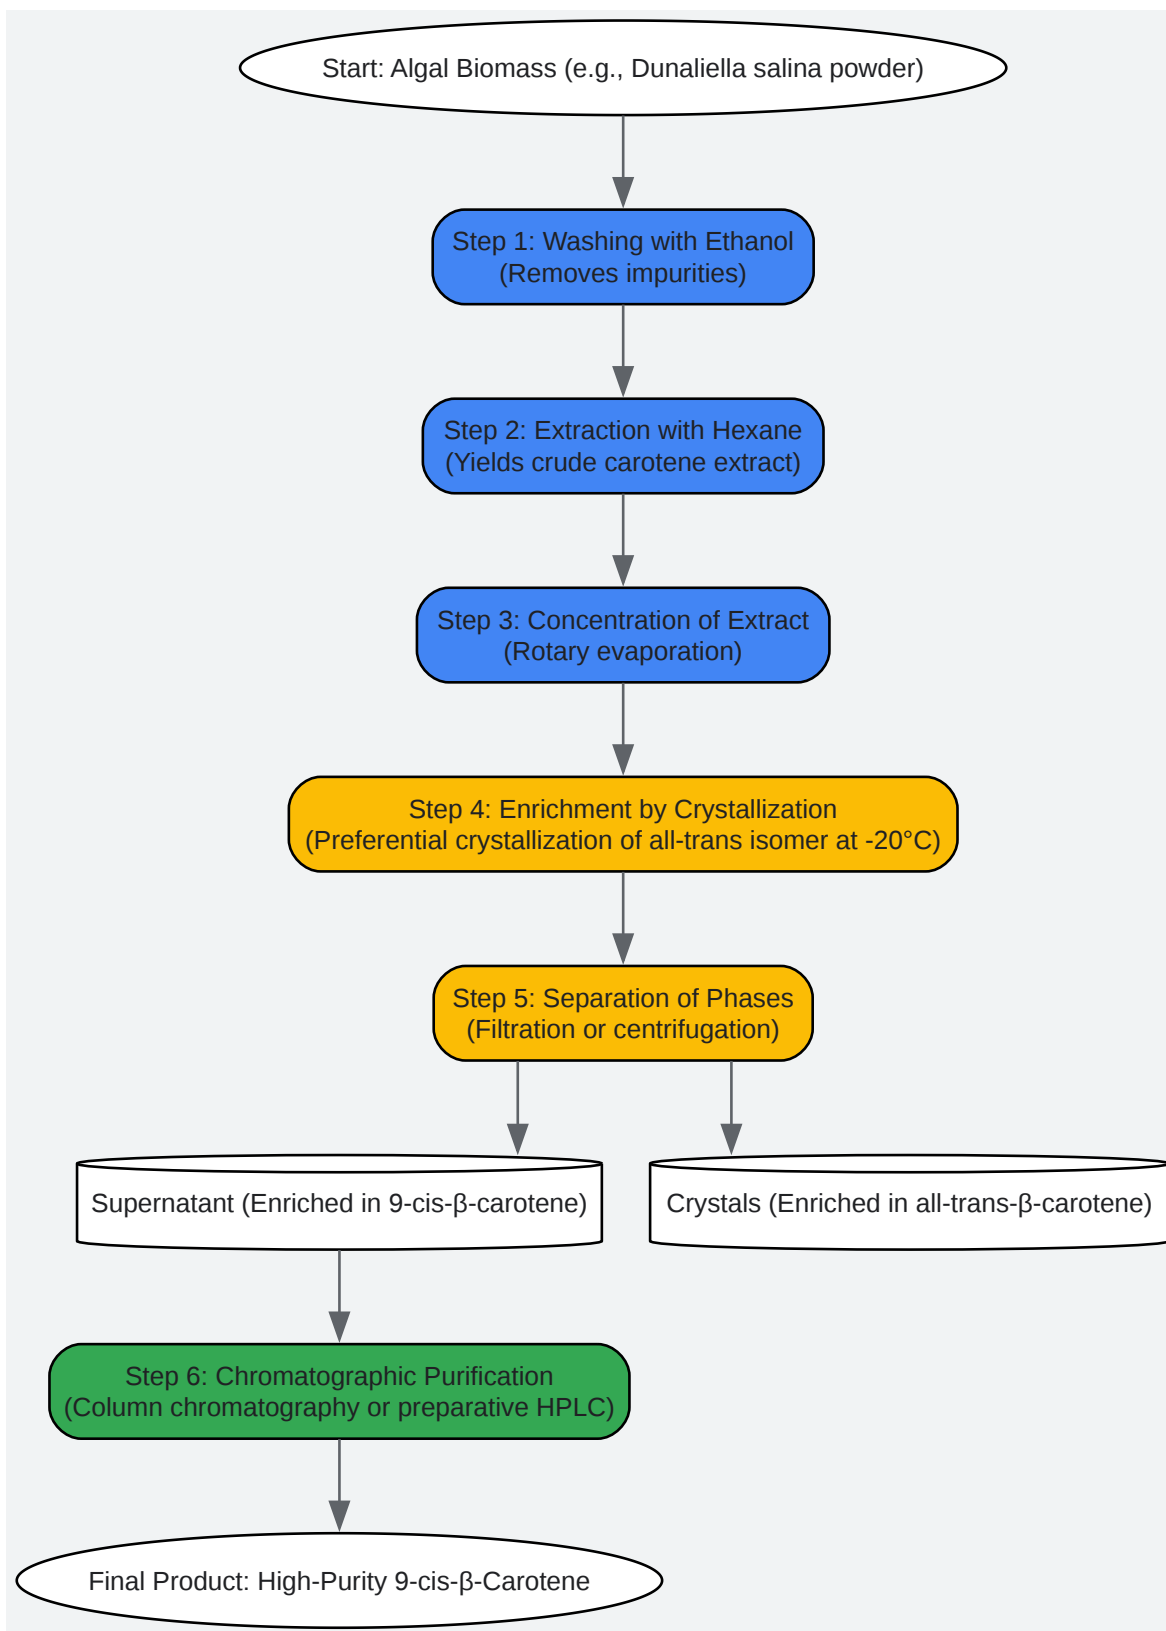 Start: Algal Biomass (e.g., Dunaliella salina powder)
Step 1: Washing with Ethanol
(Removes impurities)
Step 2: Extraction with Hexane
(Yields crude carotene extract)
Step 3: Concentration of Extract
(Rotary evaporation)
Step 4: Enrichment by Crystallization
(Preferential crystallization of all-trans isomer at -20°C)
Step 5: Separation of Phases
(Filtration or centrifugation)
Supernatant (Enriched in 9-cis-β-carotene)
Crystals (Enriched in all-trans-β-carotene)
Step 6: Chromatographic Purification
(Column chromatography or preparative HPLC)
Final Product: High-Purity 9-cis-β-Carotene